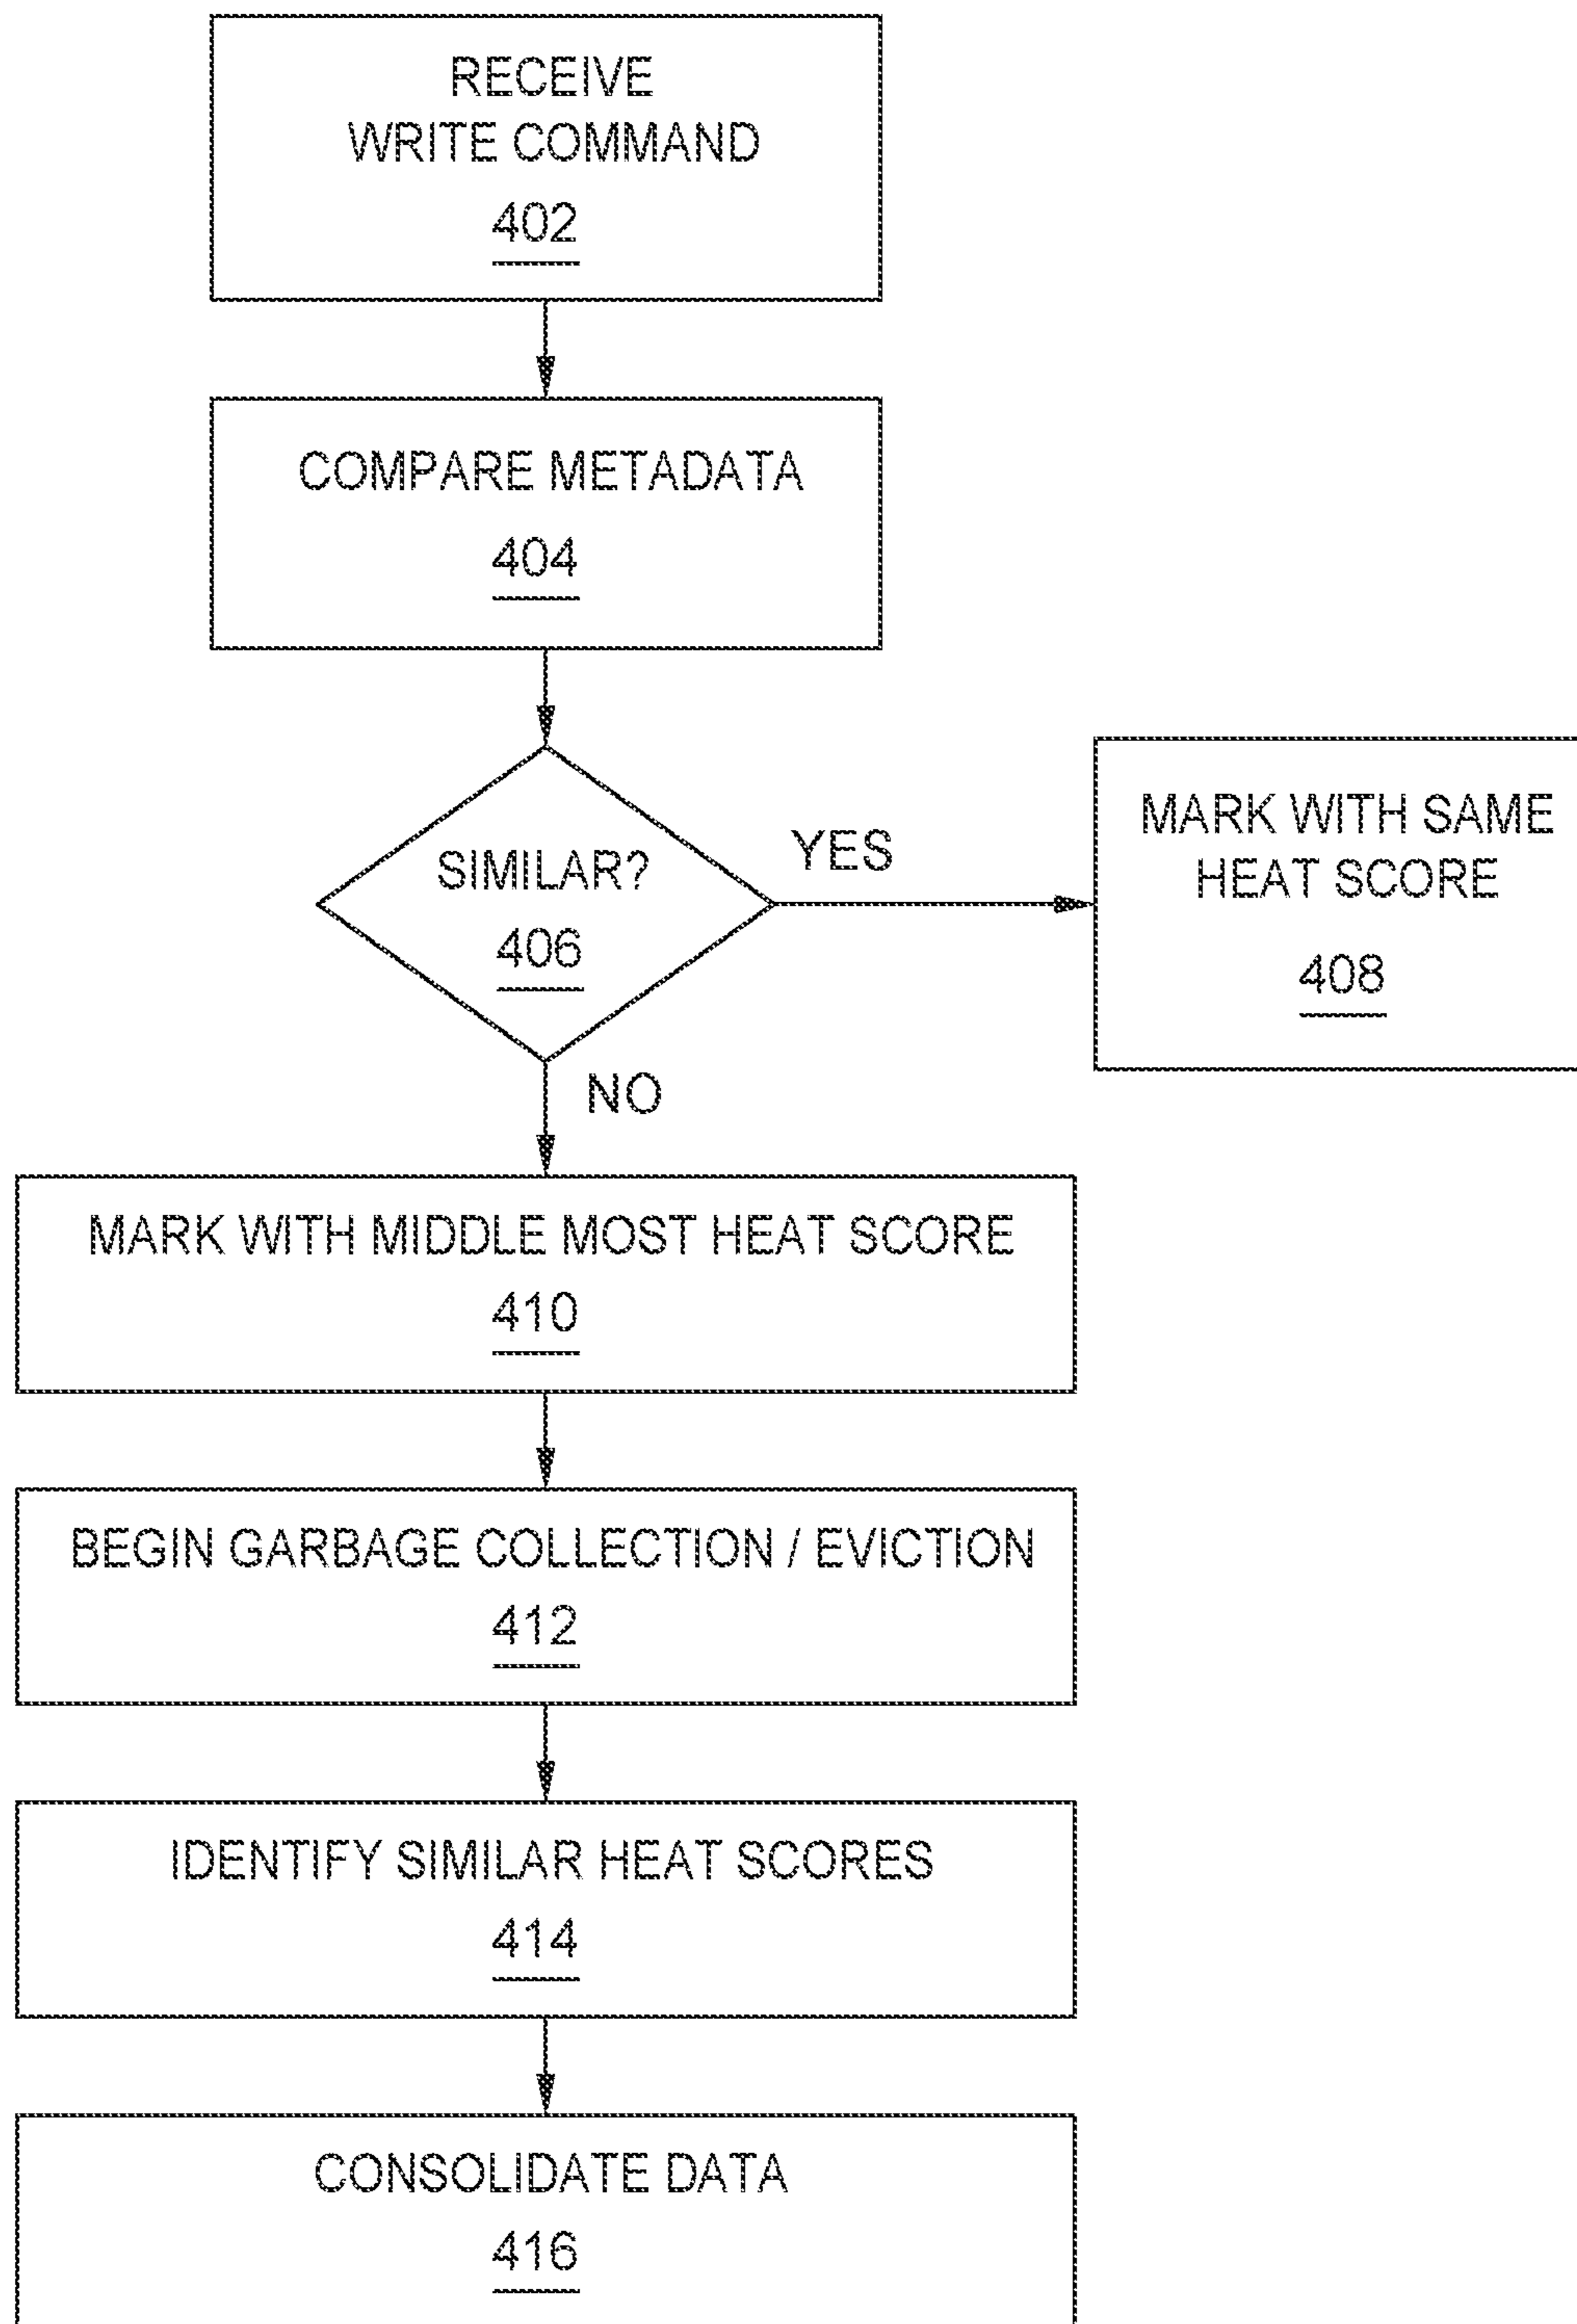 RECEIVE
WRITE COMMAND
402
COMPARE METADATA
404
SIMILAR?
406
YES
MARK WITH SAME
HEAT SCORE
408
NO
MARK WITH MIDDLE MOST HEAT SCORE
410
BEGIN GARBAGE COLLECTION / EVICTION
412
IDENTIFY SIMILAR HEAT SCORES
414
CONSOLIDATE DATA
416